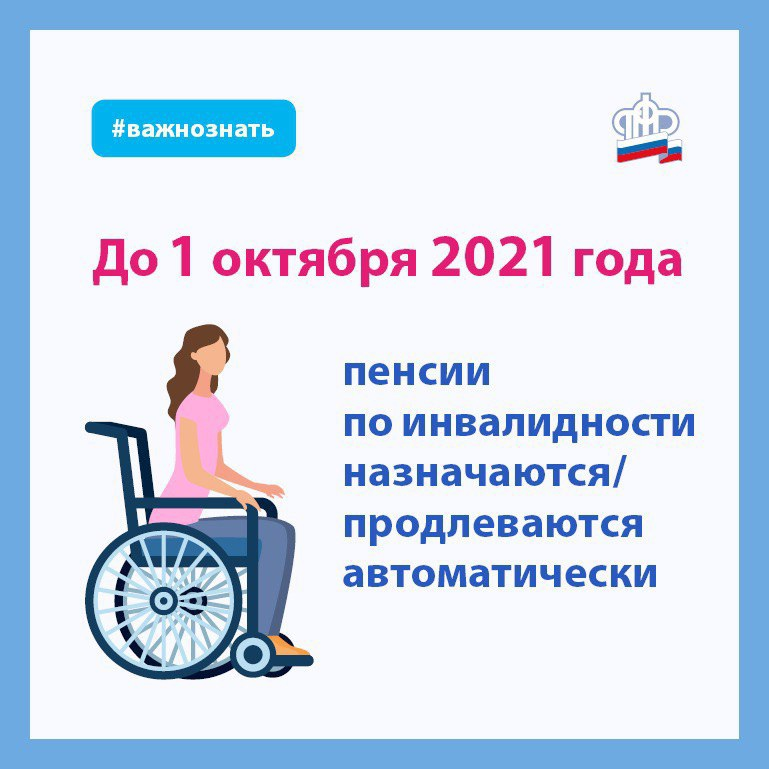 #важнознать
До 1 октября 2021 года
пенсии
по инвалидности
назначаются/
продлеваются
автоматически